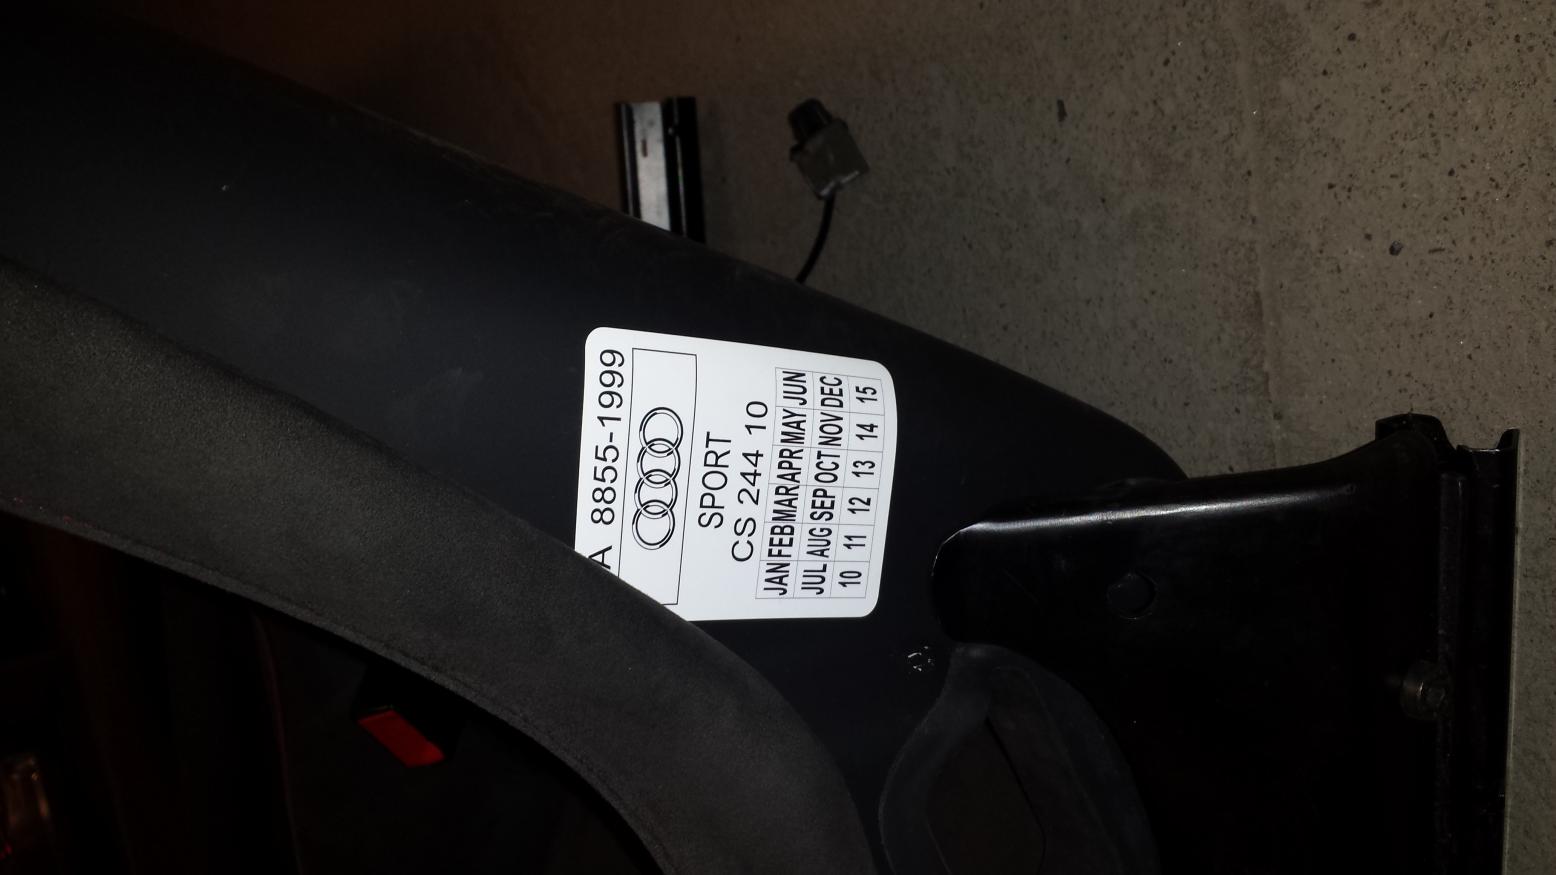 A 8855-1999
SPORT
CS 244 10
JAN FEB MAR APR MAY JUN
JUL AUG SEP OCT NOV DEC
10 11 12 13 14 15